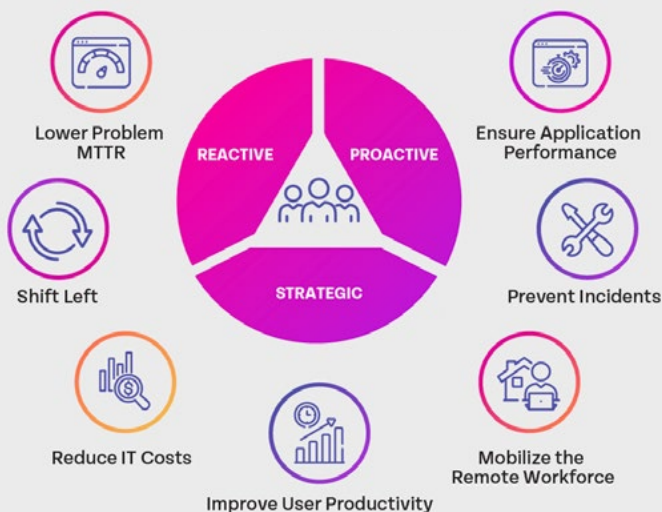 Lower Problem
MTTR
REACTIVE
PROACTIVE
Ensure Application
Performance
Shift Left
STRATEGIC
Prevent Incidents
Reduce IT Costs
Improve User Productivity
Mobilize the
Remote Workforce